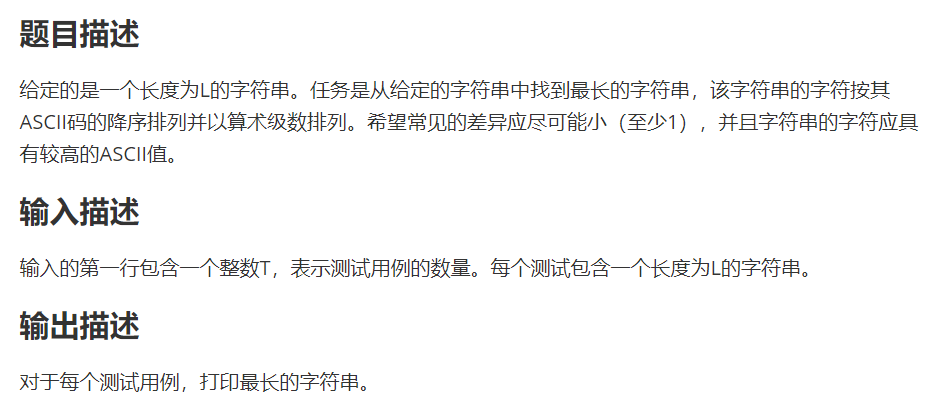 题目描述
给定的是一个长度为L的字符串。任务是从给定的字符串中找到最长的字符串，该字符串的字符按其
ASCII码的降序排列并以算术级数排列。希望常见的差异应尽可能小（至少1），并且字符串的字符应具
有较高的ASCII值。
输入描述
输入的第一行包含一个整数T，表示测试用例的数量。每个测试包含一个长度为L的字符串。
输出描述
对于每个测试用例，打印最长的字符串。